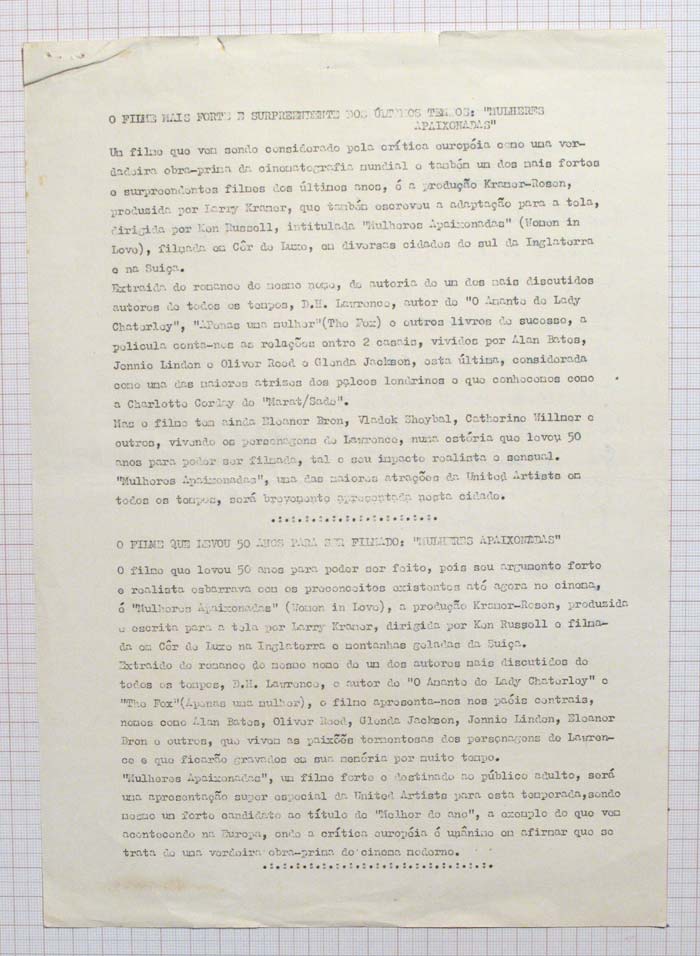 O FILME MAIS FORTE E SURPREENDENTE DOS ÚLTIMOS TEMPOS: "MULHERES
APAIXONADAS"
Um filme que vem sendo considerado pela crítica européia como uma ver-
dadeira obra-prima da cinematografia mundial e também um dos mais fortes
e surpreendentes filmes dos últimos anos, é a produção Kramer-Rosen,
produzida por Larry Kramer, que também escreveu a adaptação para a tela,
dirigida por Ken Russell, intitulada "Mulheres Apaixonadas" (Women in
Love), filmada em Côr de Luxo, em diversas cidades do sul da Inglaterra
e na Suiça.
Extraida do romance do mesmo nome, de autoria de um dos mais discutidos
autores de todos os tempos, D.H. Lawrence, autor de "O Amante de Lady
Chaterley", "APenas uma mulher"(The Fox) e outros livros de sucesso, a
pelicula conta-nos as relações entre 2 casais, vividos por Alan Bates,
Jennie Linden e Oliver Reed e Glenda Jackson, esta última, considerada
como uma das maiores atrizes dos palcos londrinos e que conhecemos como
a Charlotte Corday de "Marat/Sade".
Mas o filme tem ainda Eleanor Bron, Vladek Sheybal, Catherine Willmer e
outros, vivendo os personagens de Lawrence, numa estória que levou 50
anos para poder ser filmada, tal o seu impacto realista e sensual.
"Mulheres Apaixonadas", uma das maiores atrações da United Artists em
todos os tempos, será brevemente apresentada nesta cidade.
O FILME QUE LEVOU 50 ANOS PARA SER FILMADO: "MULHERES APAIXONADAS"
O filme que levou 50 anos para poder ser feito, pois seu argumento forte
e realista esbarrava com os preconceitos existentes até agora no cinema,
é "Mulheres Apaixonadas" (Women in Love), a produção Kramer-Rosen, produzida
e escrita para a tela por Larry Kramer, dirigida por Ken Russell e filma-
da em Côr de Luxo na Inglaterra e montanhas geladas da Suiça.
Extraido do romance do mesmo nome de um dos autores mais discutidos de
todos os tempos, D.H. Lawrence, o autor de "O Amante de Lady Chaterley" e
"The Fox"(Apenas uma mulher), o filme apresenta-nos nos papéis centrais,
nomes como Alan Bates, Oliver Reed, Glenda Jackson, Jennie Linden, Eleanor
Bron e outros, que vivem as paixões tormentosas dos personagens de Lawren-
ce e que ficarão gravados em sua memória por muito tempo.
"Mulheres Apaixonadas", um filme forte e destinado ao público adulto, será
uma apresentação super especial da United Artists para esta temporada,sendo
mesmo um forte candidato ao título do "Melhor do ano", a exemplo do que vem
acontecendo na Europa, onde a crítica européia é unânime em afirmar que se
trata de uma verdeira obra-prima do cinema moderno.